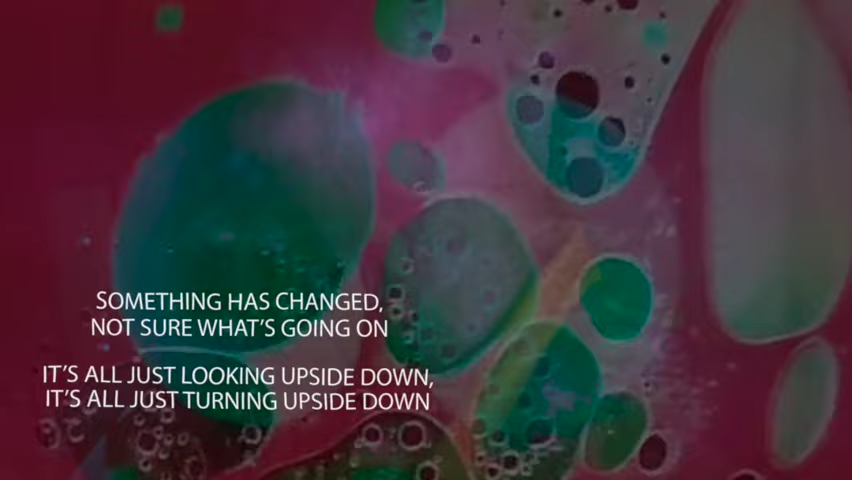 SOMETHING HAS CHANGED,
NOT SURE WHAT'S GOING ON
IT'S ALL JUST LOOKING UPSIDE DOWN,
IT'S ALL JUST TURNING UPSIDE DOWN